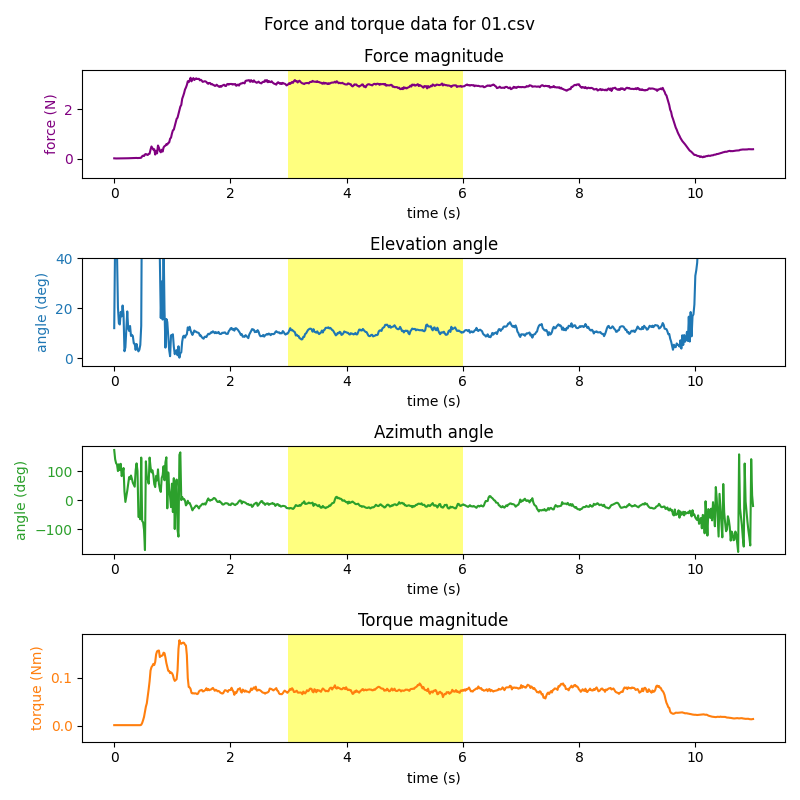 Force and torque data for 01.csv
Force magnitude
force (N)
2
0
0 2 4 6 8 10
time (s)
Elevation angle
angle (deg)
40
20
0
0 2 4 6 8 10
time (s)
Azimuth angle
angle (deg)
100
0
−100
0 2 4 6 8 10
time (s)
Torque magnitude
torque (Nm)
0.1
0.0
0 2 4 6 8 10
time (s)